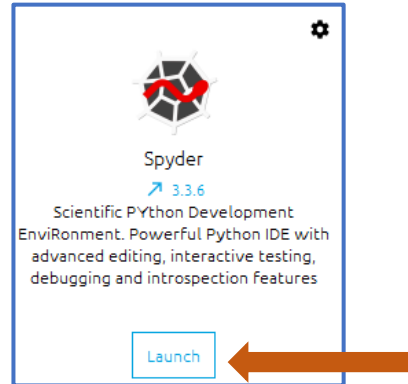 Spyder
3.3.6
Scientific PYthon Development
EnviRonment. Powerful Python IDE with
advanced editing, interactive testing,
debugging and introspection features
Launch